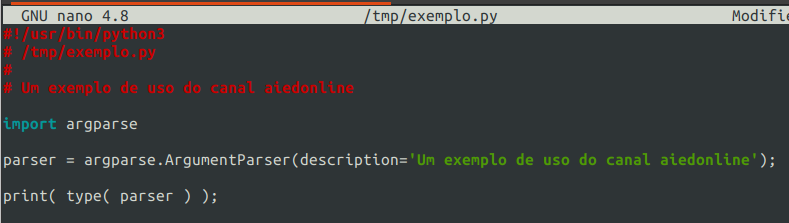 GNU nano 4.8 /tmp/exemplo.py Modifie
#!/usr/bin/python3
# /tmp/exemplo.py
#
# Um exemplo de uso do canal aiedonline
import argparse
parser = argparse.ArgumentParser(description='Um exemplo de uso do canal aiedonline');
print( type( parser ) );